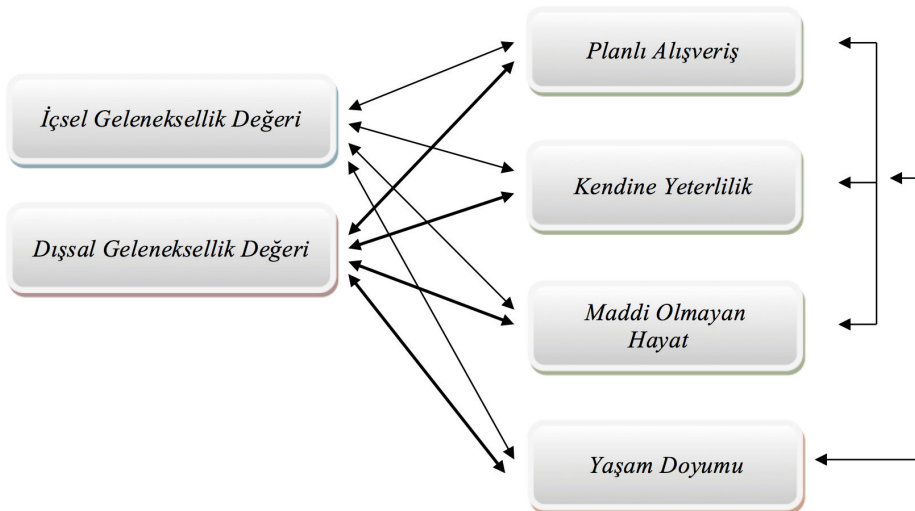 İçsel Geleneksellik Değeri
Dışsal Geleneksellik Değeri
Planlı Alışveriş
Kendine Yeterlilik
Maddi Olmayan
Hayat
Yaşam Doyumu